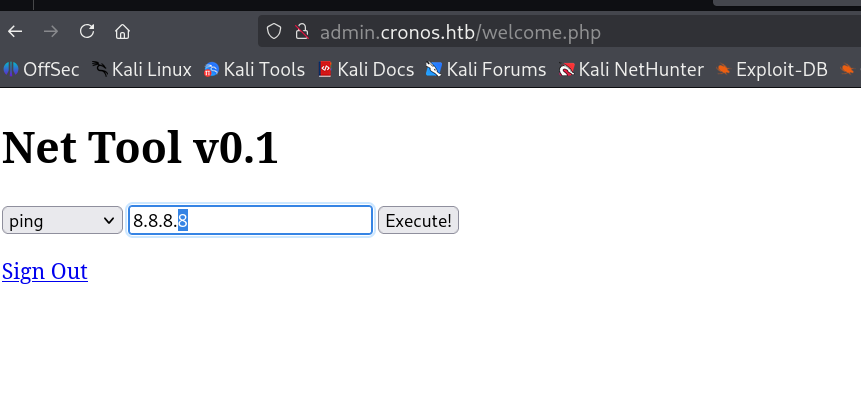 admin.cronos.htb/welcome.php
OffSec Kali Linux Kali Tools Kali Docs Kali Forums Kali NetHunter Exploit-DB
Net Tool v0.1
ping 8.8.8.8 Execute!
Sign Out